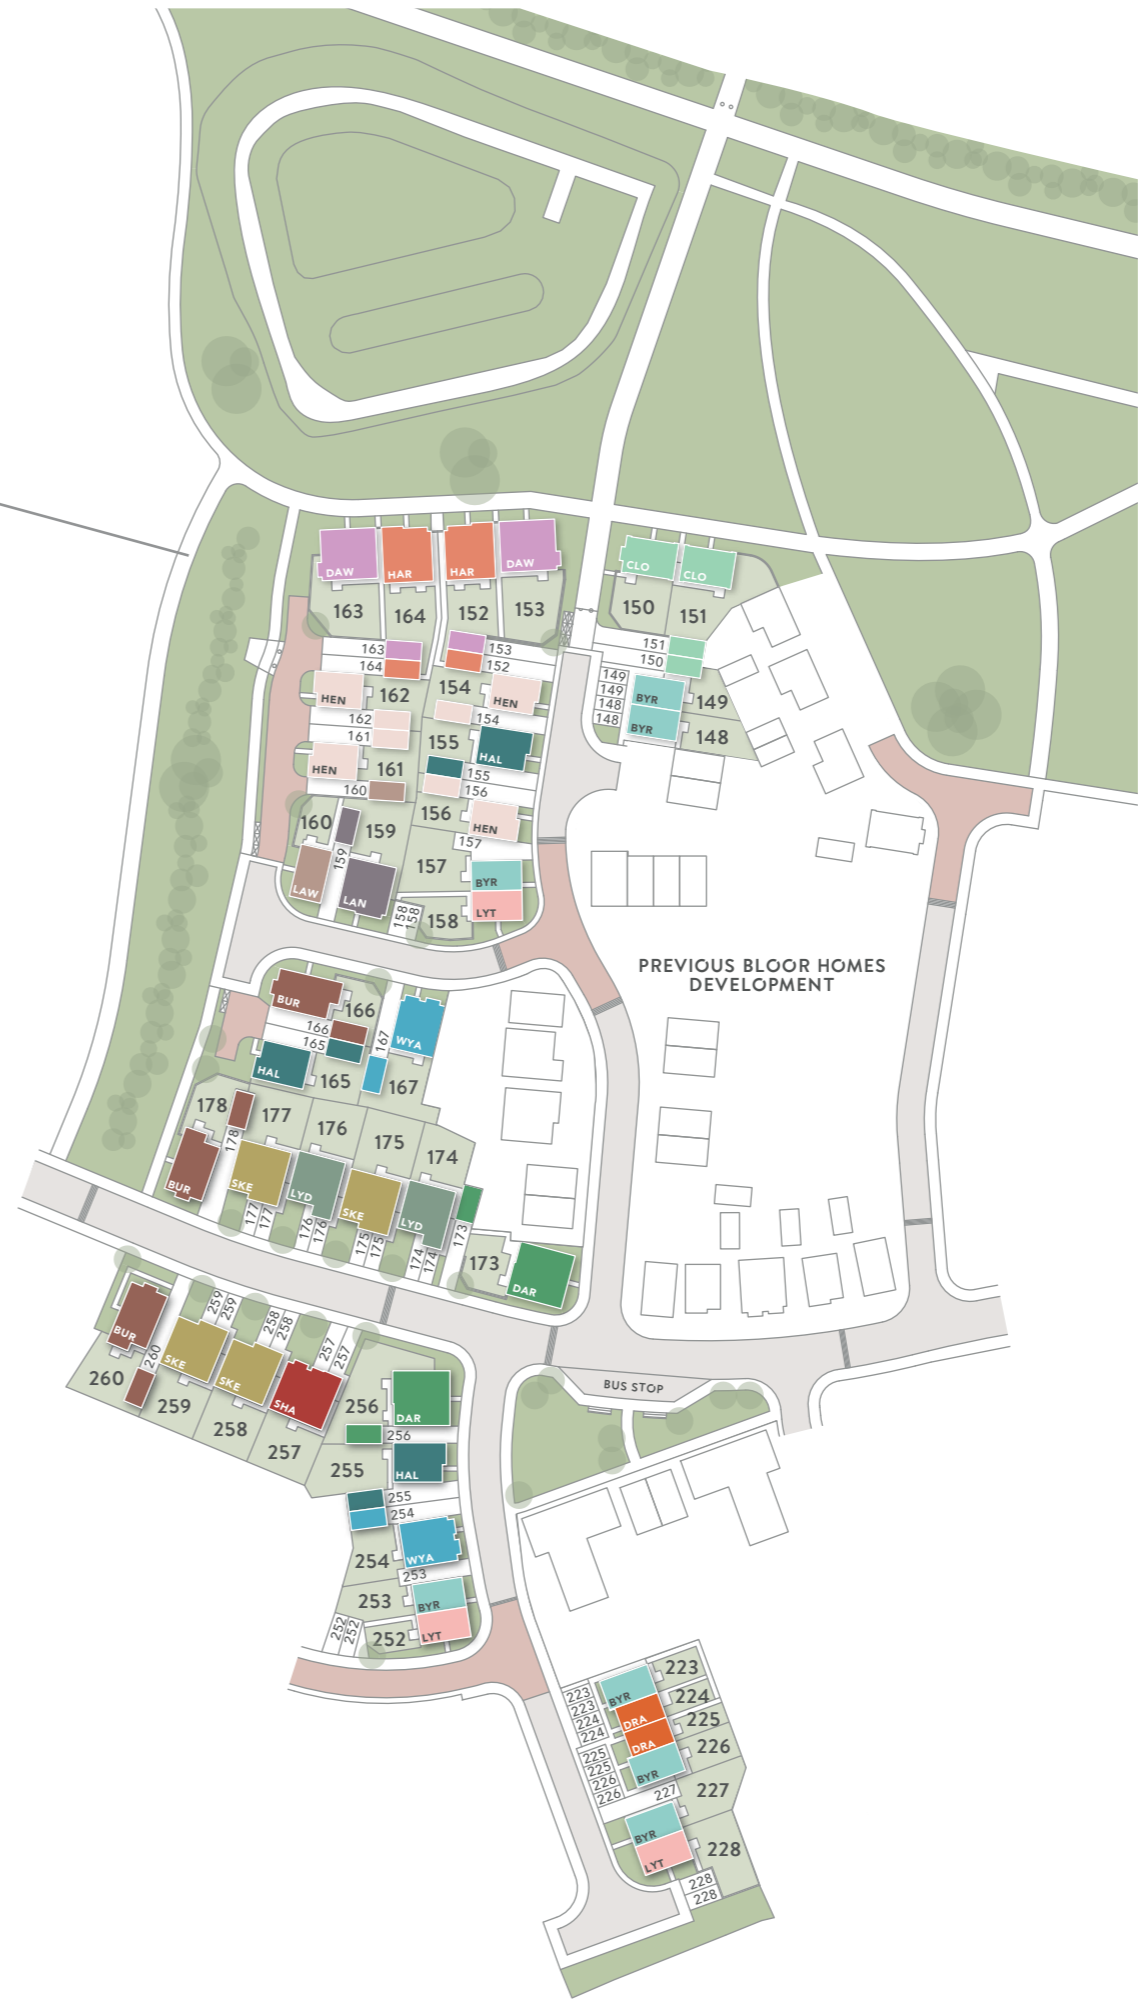 DAW
HAR
HAR
DAW
CLO
CLO
163
164
152
153
150
151
163
164
153
152
151
150
HEN
162
154
HEN
149
149
148
148
BYR
BYR
149
148
162
161
154
155
HAL
HEN
161
155
156
160
160
159
156
HEN
157
159
LAW
LAN
157
BYR
LYT
158
158
158
PREVIOUS BLOOR HOMES
DEVELOPMENT
BUR
166
166
165
167
WYA
HAL
165
167
178
177
176
175
174
178
BUR
SKE
LYD
SKE
LYD
177
177
176
176
175
175
174
174
173
173
DAR
BUR
260
260
259
259
258
258
257
257
SKE
SKE
SHA
259
258
257
256
DAR
256
255
HAL
255
254
254
WYA
253
253
BYR
LYT
252
252
252
BUS STOP
223
223
224
224
225
225
226
226
BYR
DRA
DRA
BYR
223
224
225
226
227
227
BYR
LYT
228
228
228